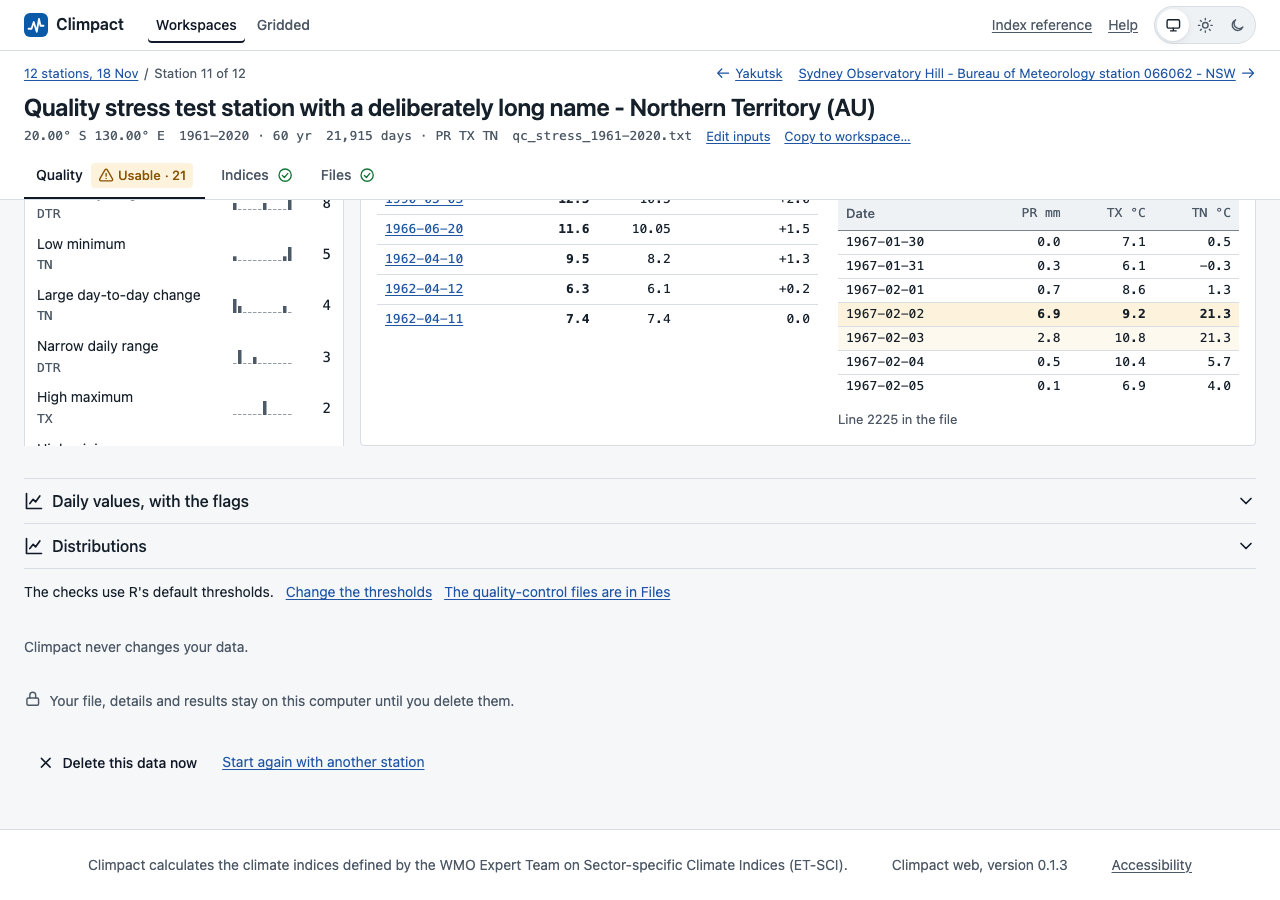 Climpact
Workspaces
Gridded
Index reference
Help
12 stations, 18 Nov / Station 11 of 12
← Yakutsk
Sydney Observatory Hill - Bureau of Meteorology station 066062 - NSW →
Quality stress test station with a deliberately long name - Northern Territory (AU)
20.00° S 130.00° E 1961–2020 · 60 yr 21,915 days · PR TX TN qc_stress_1961–2020.txt Edit inputs Copy to workspace…
Quality Usable · 21
Indices
Files
DTR 8
Low minimum
TN 5
Large day-to-day change
TN 4
Narrow daily range
DTR 3
High maximum
TX 2
1966–06–20 11.6 10.05 +1.5
1962–04–10 9.5 8.2 +1.3
1962–04–12 6.3 6.1 +0.2
1962–04–11 7.4 7.4 0.0
Date PR mm TX °C TN °C
1967–01–30 0.0 7.1 0.5
1967–01–31 0.3 6.1 −0.3
1967–02–01 0.7 8.6 1.3
1967–02–02 6.9 9.2 21.3
1967–02–03 2.8 10.8 21.3
1967–02–04 0.5 10.4 5.7
1967–02–05 0.1 6.9 4.0
Line 2225 in the file
Daily values, with the flags
Distributions
The checks use R's default thresholds. Change the thresholds The quality-control files are in Files
Climpact never changes your data.
Your file, details and results stay on this computer until you delete them.
Delete this data now
Start again with another station
Climpact calculates the climate indices defined by the WMO Expert Team on Sector-specific Climate Indices (ET-SCI).
Climpact web, version 0.1.3
Accessibility